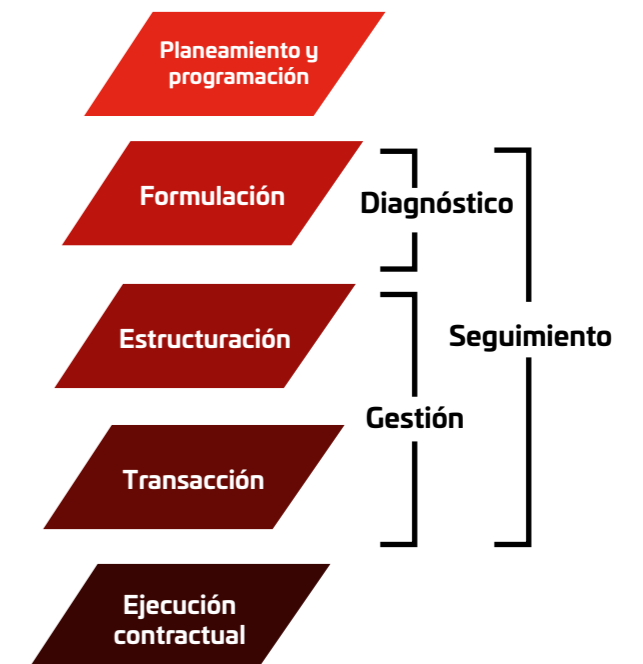 Planeamiento y
programación
Formulación
Diagnóstico
Estructuración
Seguimiento
Gestión
Transacción
Ejecución
contractual